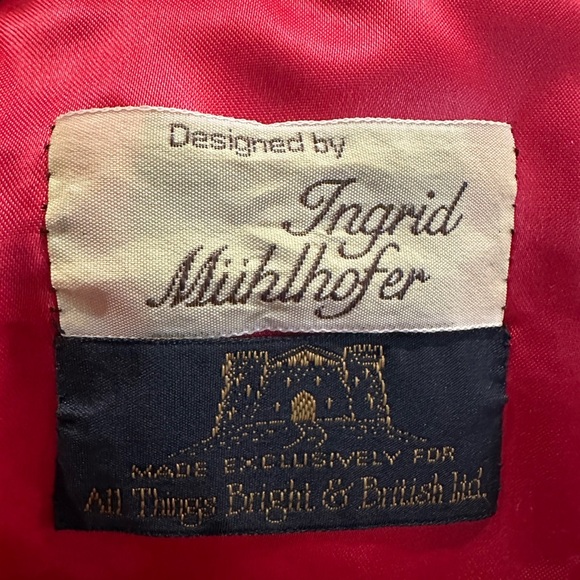 Designed by
Ingrid
Mühlhofer
MADE EXCLUSIVELY FOR
All Things Bright & British Ltd.